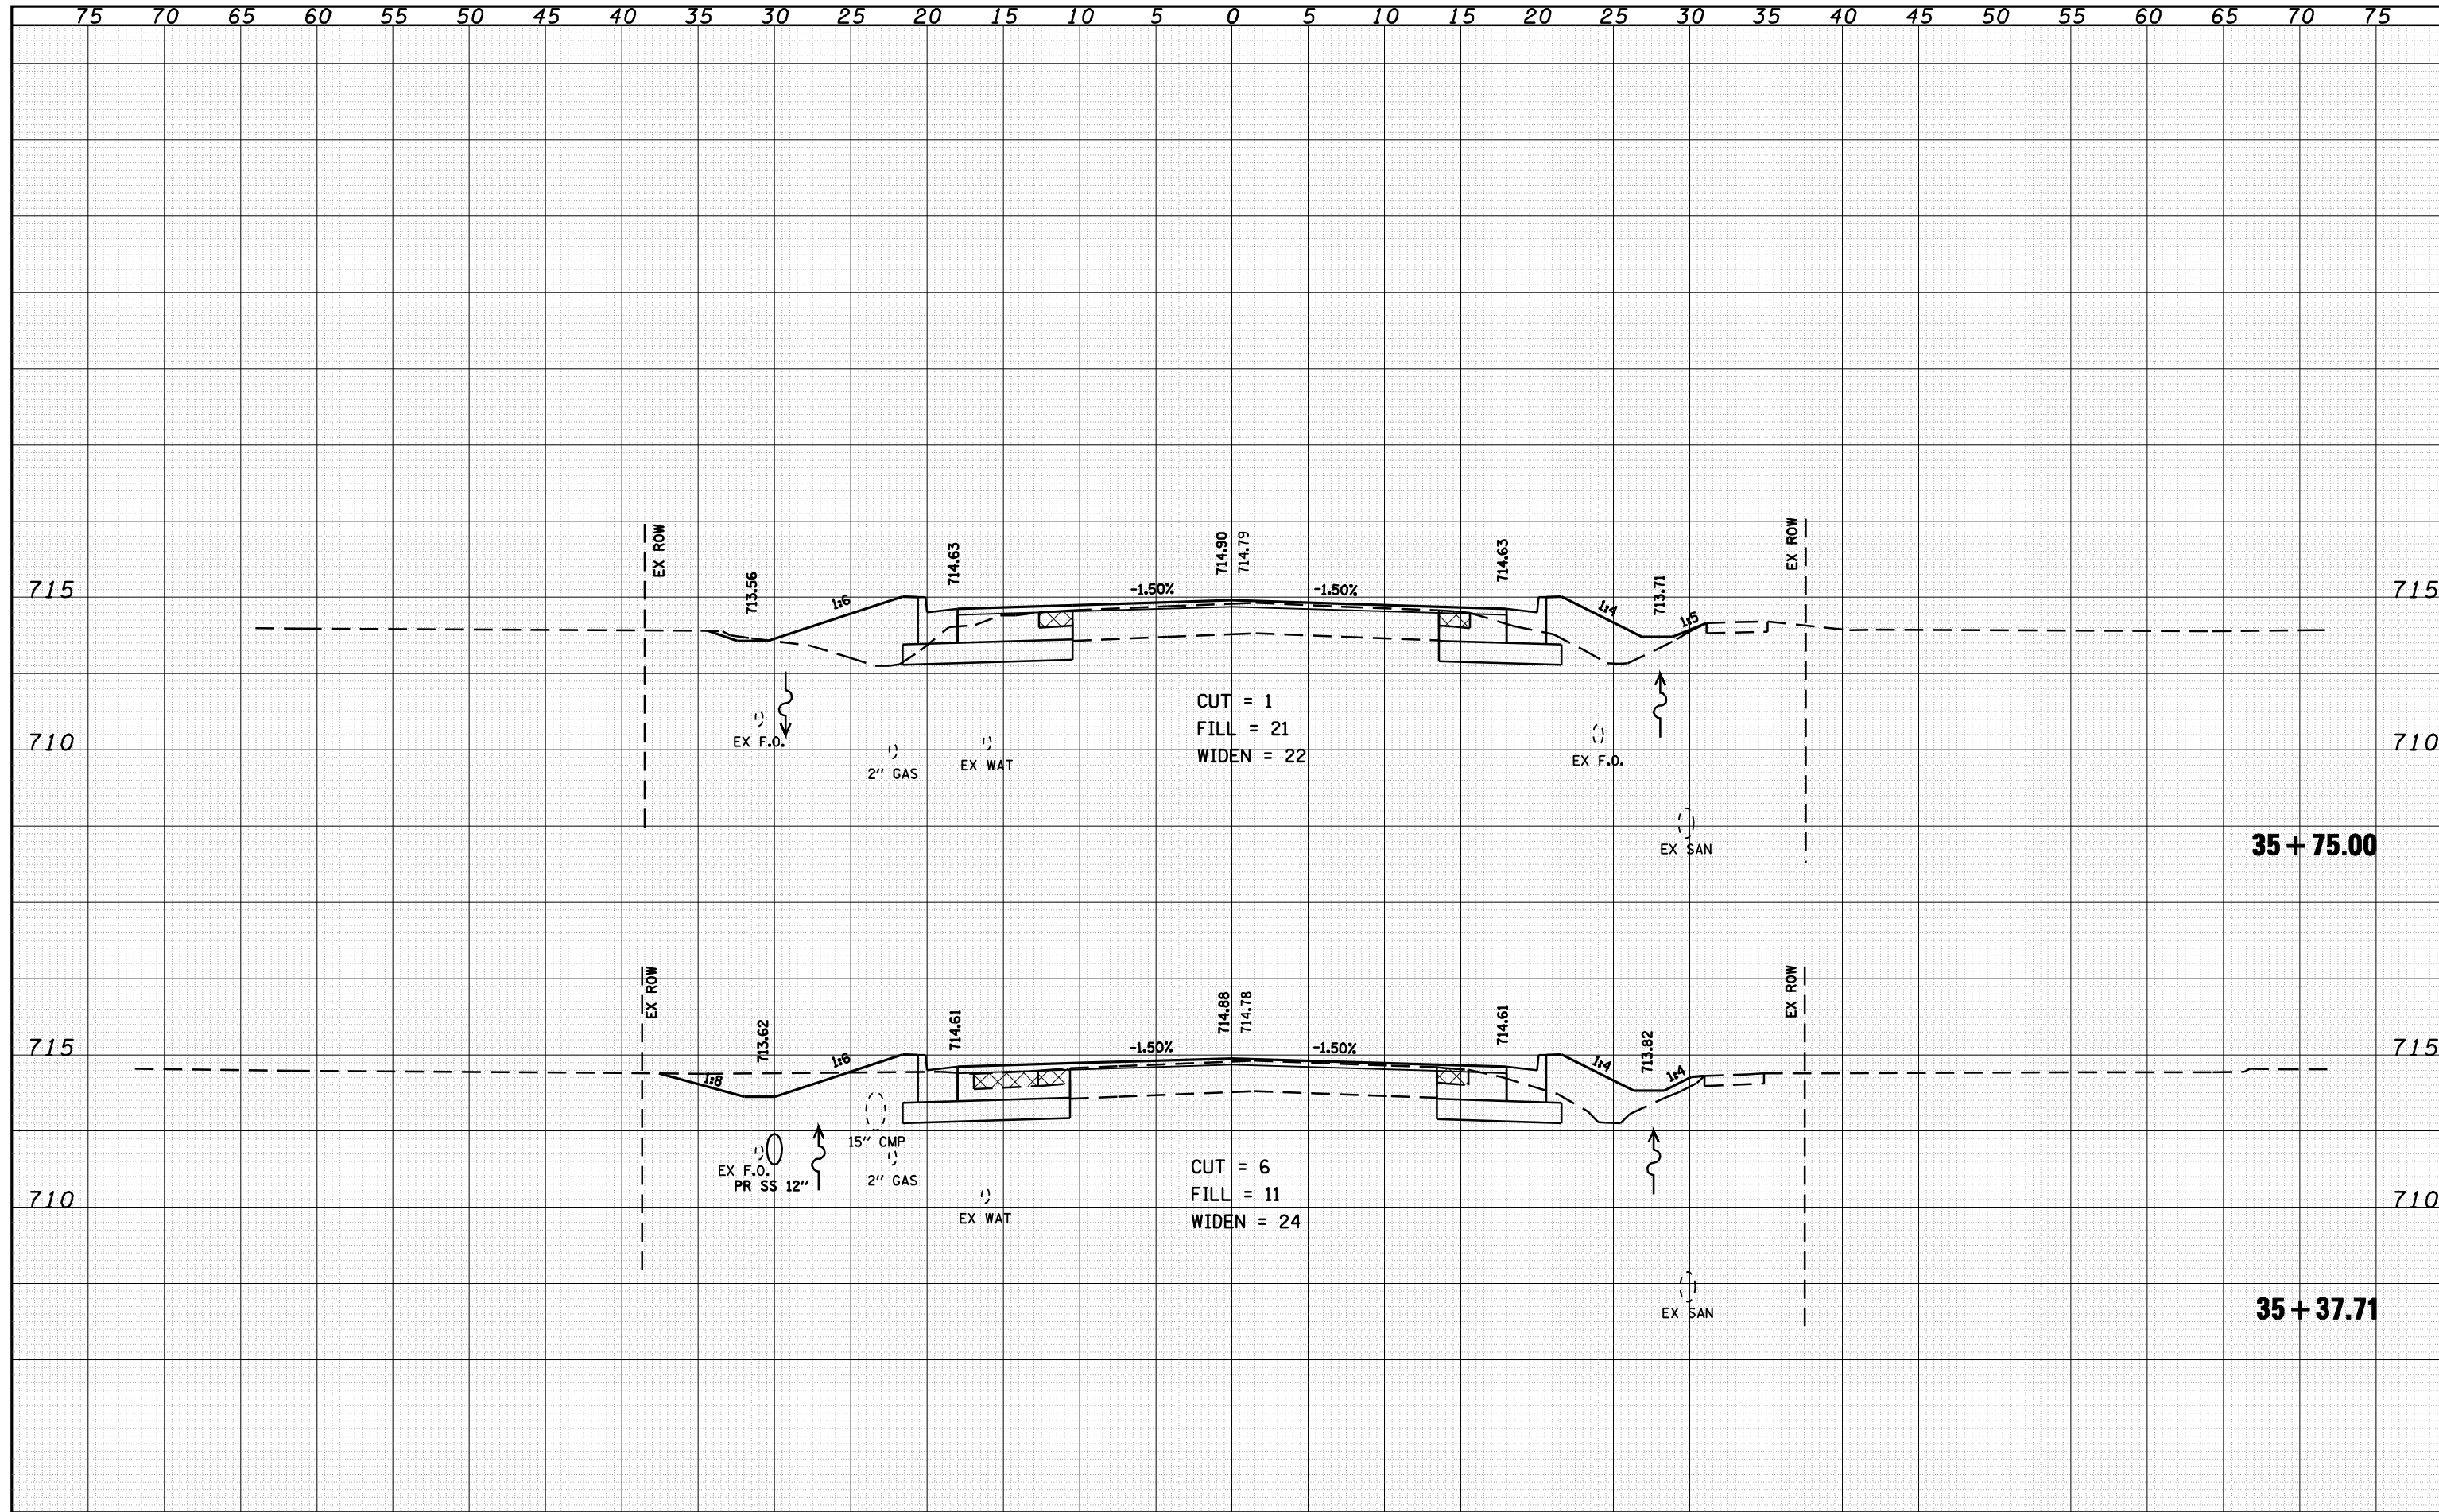 75 70 65 60 55 50 45 40 35 30 25 20 15 10 5 0 5 10 15 20 25 30 35 40 45 50 55 60 65 70 75
EX ROW
EX ROW
713.56
714.63
714.90
714.79
714.63
713.71
715
1:6
-1.50%
-1.50%
1:4
1:5
715
CUT = 1
FILL = 21
WIDEN = 22
710
EX F.O.
2" GAS
EX WAT
EX F.O.
710
EX SAN
35+75.00
EX ROW
EX ROW
713.62
714.61
714.88
714.78
714.61
713.82
715
1:8
1:6
-1.50%
-1.50%
1:4
1:4
715
15" CMP
EX F.O.
PR SS 12"
2" GAS
EX WAT
CUT = 6
FILL = 11
WIDEN = 24
710
710
EX SAN
35+37.71